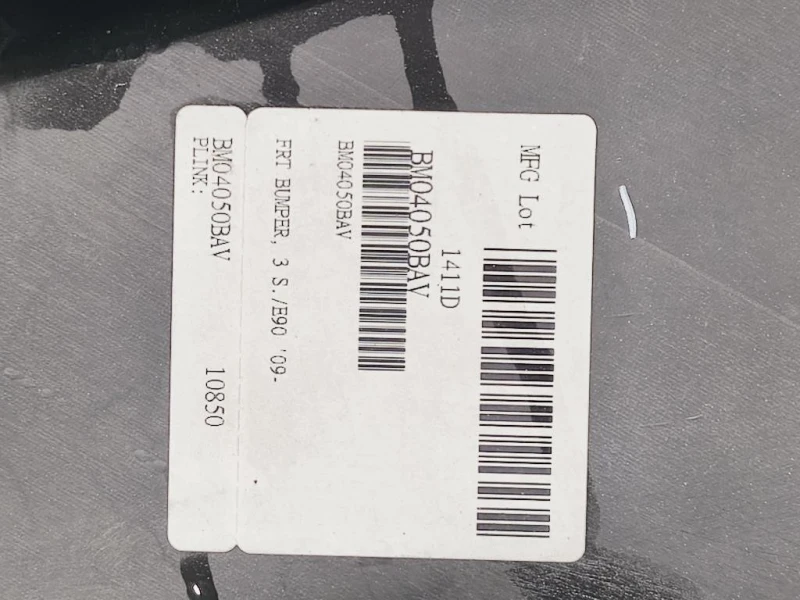 MFG Lot
1411D
BM04050BAV
BM04050BAV
FRT BUMPER, 3 S./E90 '09-
BM04050BAV 10850
PLINK: